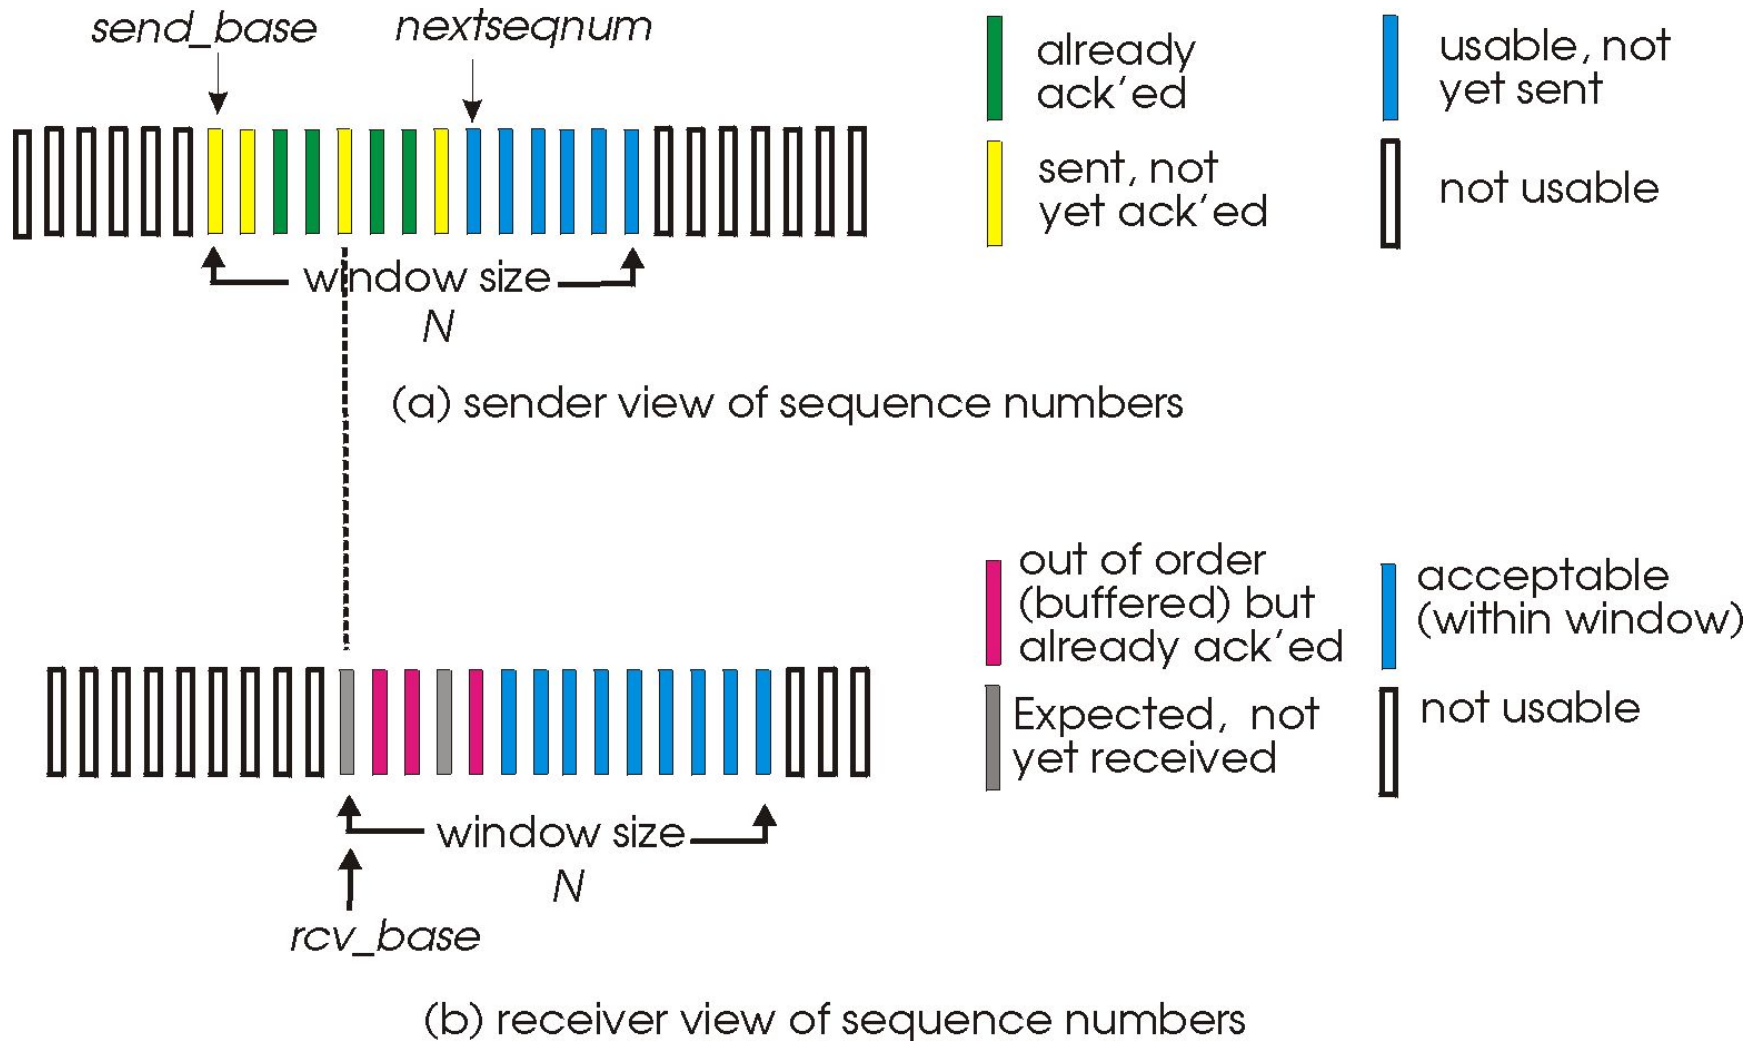 send_base
nextseqnum
already
ack'ed
usable, not
yet sent
sent, not
yet ack'ed
not usable
window size
N
(a) sender view of sequence numbers
out of order
(buffered) but
already ack'ed
acceptable
(within window)
Expected, not
yet received
not usable
window size
N
rcv_base
(b) receiver view of sequence numbers